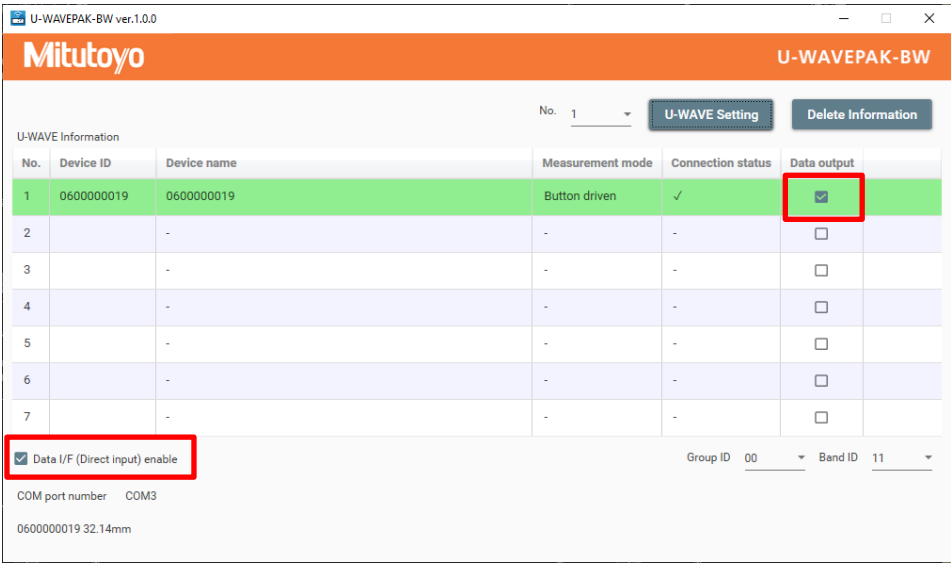 U-WAVEPAK-BW ver.1.0.0
Mitutoyo U-WAVEPAK-BW
No. 1 U-WAVE Setting Delete Information
U-WAVE Information
No. Device ID Device name Measurement mode Connection status Data output
1 0600000019 0600000019 Button driven ✓
2 - - -
3 - - -
4 - - -
5 - - -
6 - - -
7 - - -
Data I/F (Direct input) enable Group ID 00 Band ID 11
COM port number COM3
0600000019 32.14mm